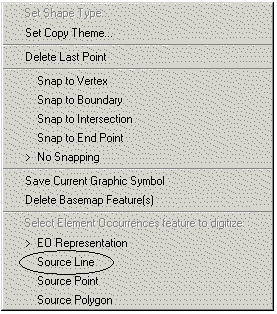 Set Shape Type...
Set Copy Theme...
Delete Last Point
Snap to Vertex
Snap to Boundary
Snap to Intersection
Snap to End Point
> No Snapping
Save Current Graphic Symbol
Delete Basemap Feature(s)
Select Element Occurrences feature to digitize:
> EO Representation
Source Line
Source Point
Source Polygon